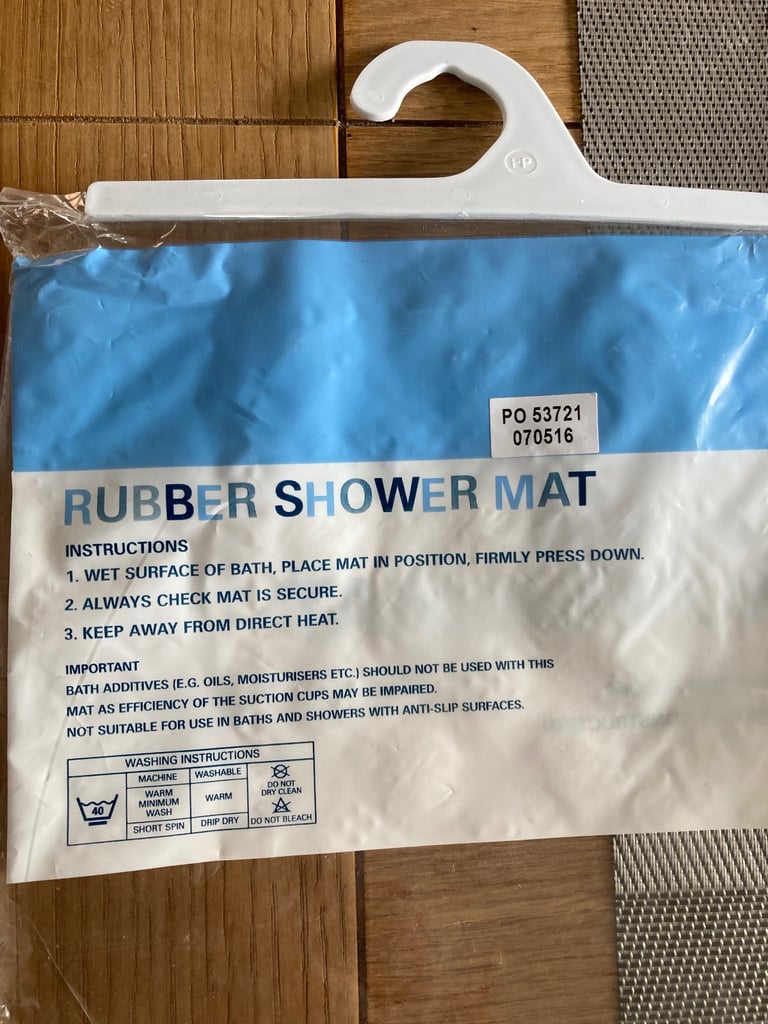 PP
PO 53721
070516
RUBBER SHOWER MAT
INSTRUCTIONS
1. WET SURFACE OF BATH, PLACE MAT IN POSITION, FIRMLY PRESS DOWN.
2. ALWAYS CHECK MAT IS SECURE.
3. KEEP AWAY FROM DIRECT HEAT.
IMPORTANT
BATH ADDITIVES (E.G. OILS, MOISTURISERS ETC.) SHOULD NOT BE USED WITH THIS
MAT AS EFFICIENCY OF THE SUCTION CUPS MAY BE IMPAIRED.
NOT SUITABLE FOR USE IN BATHS AND SHOWERS WITH ANTI-SLIP SURFACES.
WASHING INSTRUCTIONS
40
MACHINE
WARM
MINIMUM
WASH
SHORT SPIN
WASHABLE
WARM
DRIP DRY
DO NOT
DRY CLEAN
DO NOT BLEACH